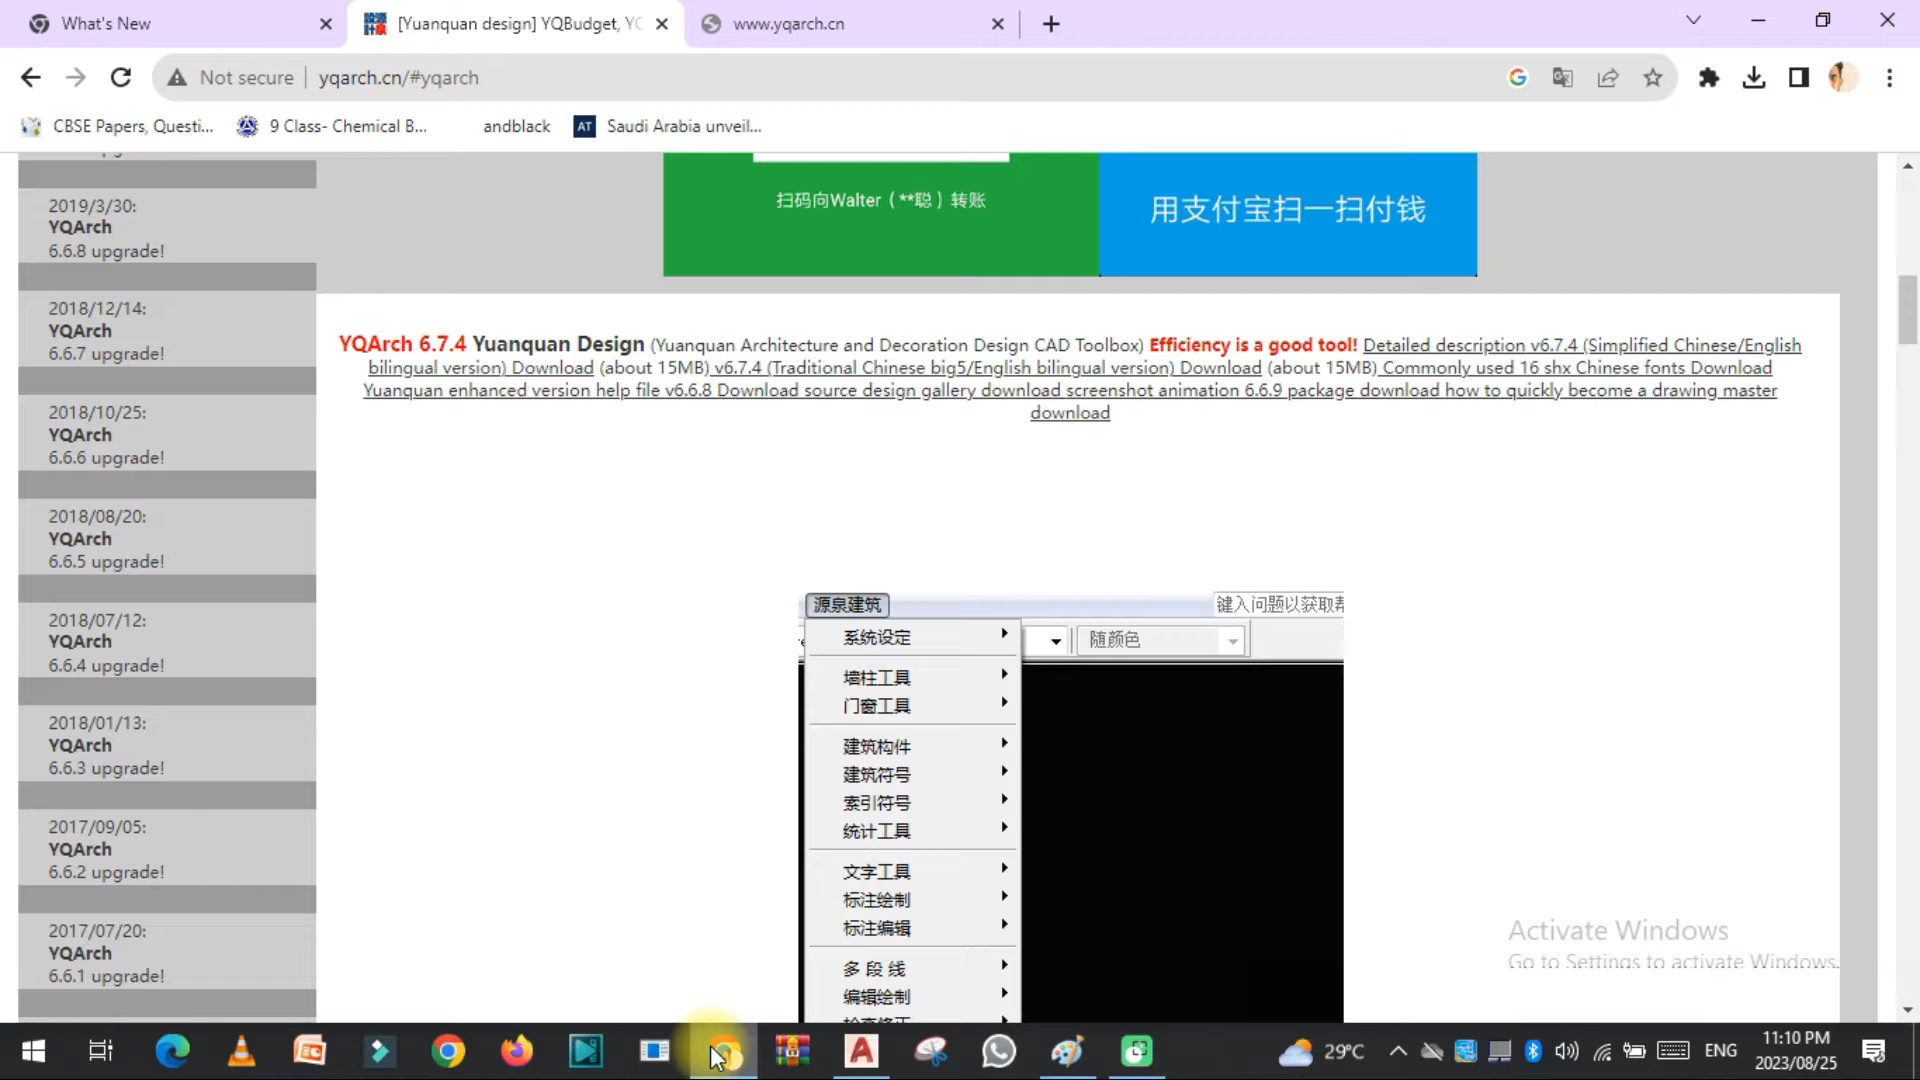 What's New
[Yuanquan design] YQBudget, YQ
www.yqarch.cn
Not secure
yqarch.cn/#yqarch
CBSE Papers, Questi...
9 Class- Chemical B...
andblack
AT
Saudi Arabia unveil...
2019/3/30:
YQArch
6.6.8 upgrade!
2018/12/14:
YQArch
6.6.7 upgrade!
2018/10/25:
YQArch
6.6.6 upgrade!
2018/08/20:
YQArch
6.6.5 upgrade!
2018/07/12:
YQArch
6.6.4 upgrade!
2018/01/13:
YQArch
6.6.3 upgrade!
2017/09/05:
YQArch
6.6.2 upgrade!
2017/07/20:
YQArch
6.6.1 upgrade!
扫码向Walter（**聪）转账
用支付宝扫一扫付钱
YQArch 6.7.4 Yuanquan Design (Yuanquan Architecture and Decoration Design CAD Toolbox) Efficiency is a good tool! Detailed description v6.7.4 (Simplified Chinese/English
bilingual version) Download (about 15MB) v6.7.4 (Traditional Chinese big5/English bilingual version) Download (about 15MB) Commonly used 16 shx Chinese fonts Download
Yuanquan enhanced version help file v6.6.8 Download source design gallery download screenshot animation 6.6.9 package download how to quickly become a drawing master
download
源泉建筑
键入问题以获取帮
系统设定
随颜色
墙柱工具
门窗工具
建筑构件
建筑符号
索引符号
统计工具
文字工具
标注绘制
标注编辑
多 段 线
编辑绘制
Activate Windows
Go to Settings to activate Windows.
29°C
ENG
11:10 PM
2023/08/25